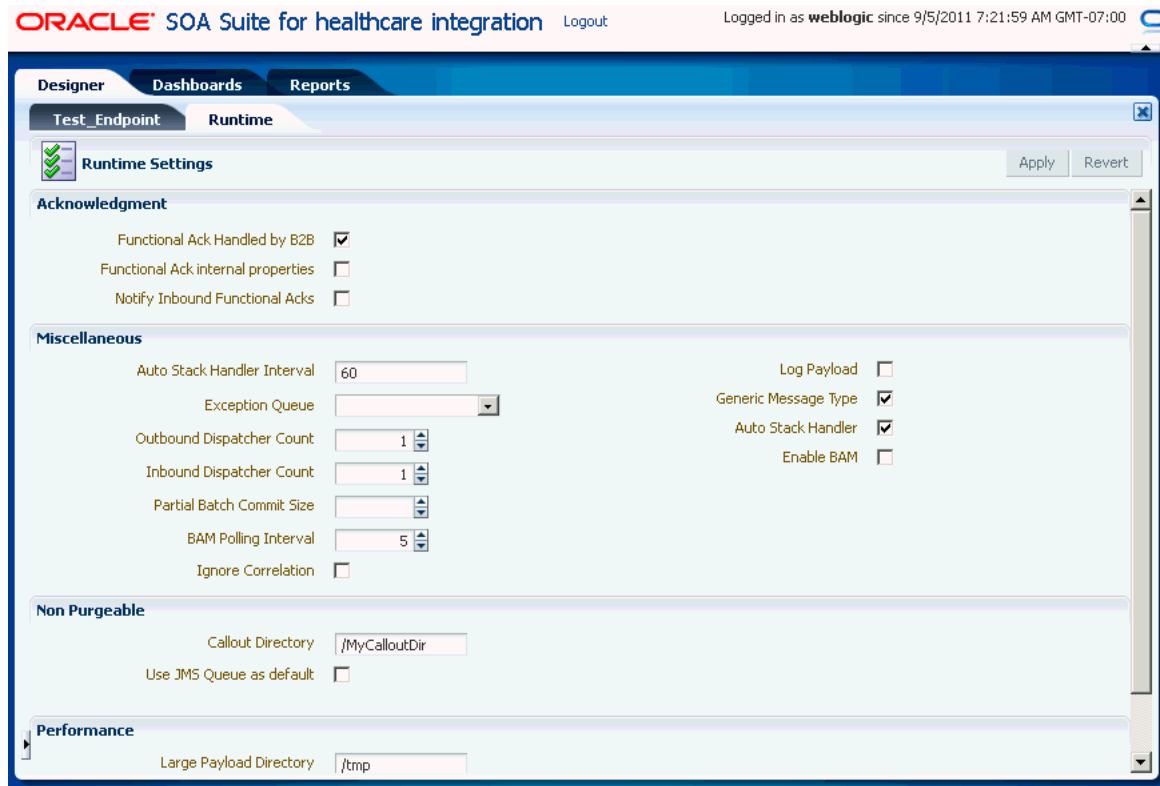 ORACLE® SOA Suite for healthcare integration Logout Logged in as weblogic since 9/5/2011 7:21:59 AM GMT-07:00
Designer Dashboards Reports
Test_Endpoint Runtime
Runtime Settings Apply Revert
Acknowledgment
Functional Ack Handled by B2B
Functional Ack internal properties
Notify Inbound Functional Acks
Miscellaneous
Auto Stack Handler Interval 60
Exception Queue
Outbound Dispatcher Count 1
Inbound Dispatcher Count 1
Partial Batch Commit Size
BAM Polling Interval 5
Ignore Correlation
Log Payload
Generic Message Type
Auto Stack Handler
Enable BAM
Non Purgeable
Callout Directory /MyCalloutDir
Use JMS Queue as default
Performance
Large Payload Directory /tmp